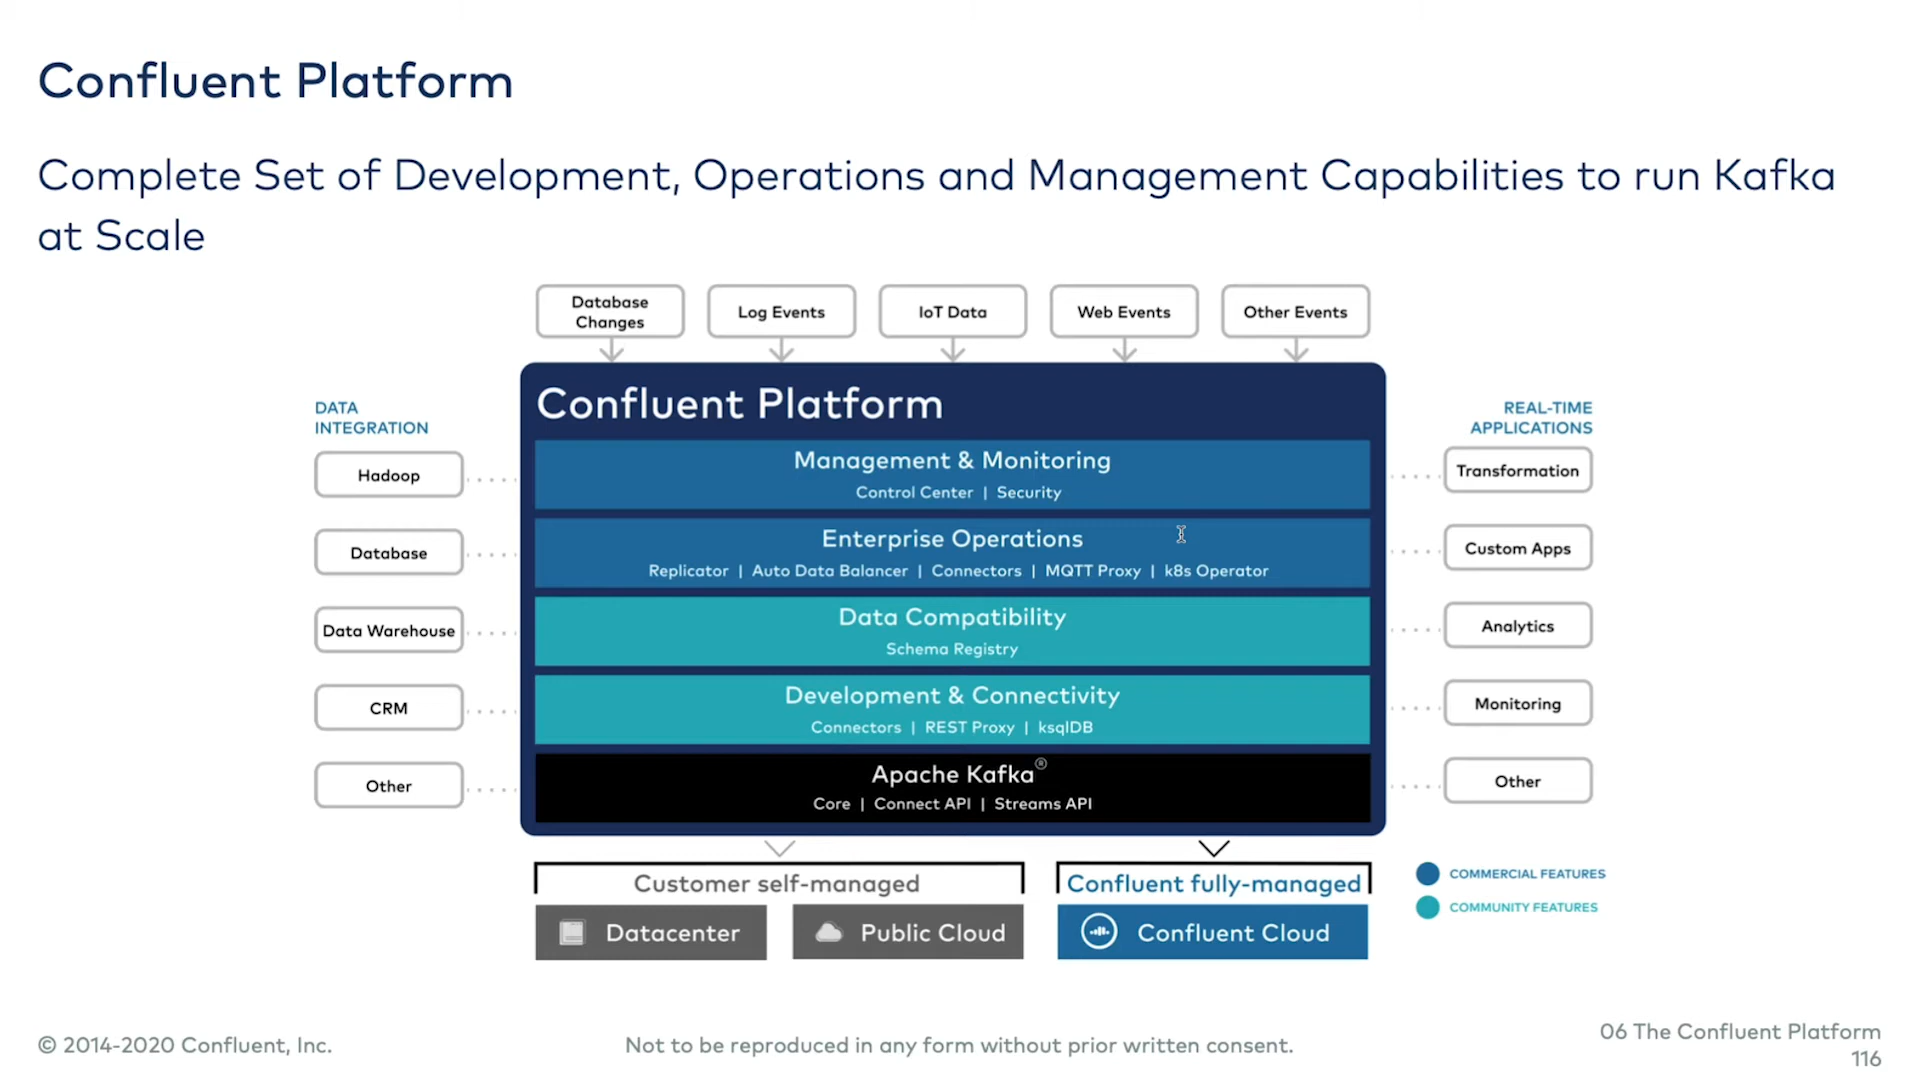 Confluent Platform
Complete Set of Development, Operations and Management Capabilities to run Kafka
at Scale
Database
Changes
Log Events
IoT Data
Web Events
Other Events
DATA
INTEGRATION
Hadoop
Database
Data Warehouse
CRM
Other
Confluent Platform
Management & Monitoring
Control Center | Security
Enterprise Operations
Replicator | Auto Data Balancer | Connectors | MQTT Proxy | k8s Operator
Data Compatibility
Schema Registry
Development & Connectivity
Connectors | REST Proxy | ksqlDB
Apache Kafka®
Core | Connect API | Streams API
REAL-TIME
APPLICATIONS
Transformation
Custom Apps
Analytics
Monitoring
Other
Customer self-managed
Datacenter
Public Cloud
Confluent fully-managed
Confluent Cloud
COMMERCIAL FEATURES
COMMUNITY FEATURES
© 2014-2020 Confluent, Inc.
Not to be reproduced in any form without prior written consent.
06 The Confluent Platform
116